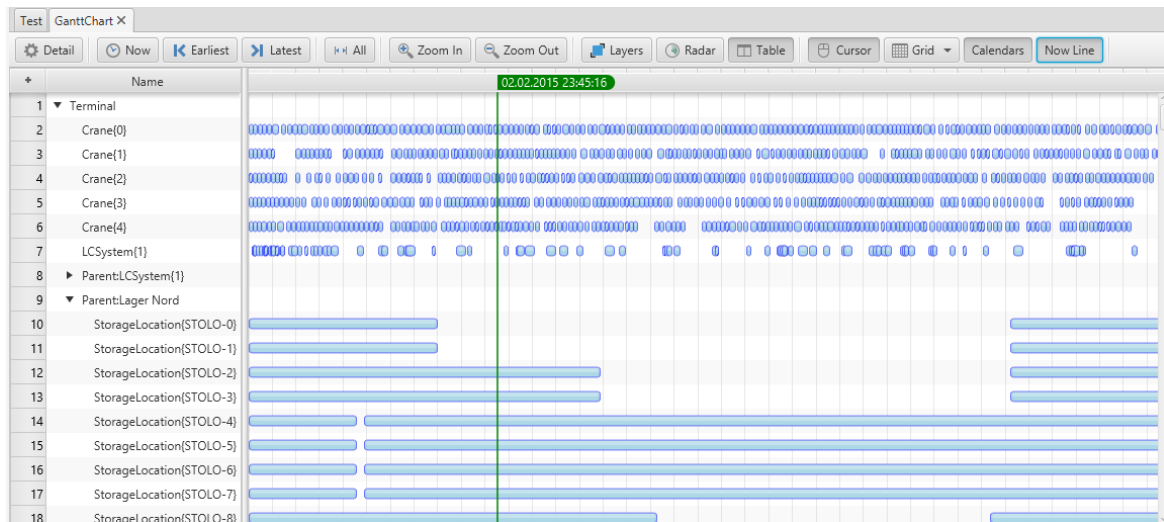 Test GanttChart
Detail Now Earliest Latest All Zoom In Zoom Out Layers Radar Table Cursor Grid Calendars Now Line
+ Name 02.02.2015 23:45:16
1 Terminal
2 Crane{0}
3 Crane{1}
4 Crane{2}
5 Crane{3}
6 Crane{4}
7 LCSystem{1}
8 Parent:LCSystem{1}
9 Parent:Lager Nord
10 StorageLocation{STOLO-0}
11 StorageLocation{STOLO-1}
12 StorageLocation{STOLO-2}
13 StorageLocation{STOLO-3}
14 StorageLocation{STOLO-4}
15 StorageLocation{STOLO-5}
16 StorageLocation{STOLO-6}
17 StorageLocation{STOLO-7}
18 StorageLocation{STOLO-8}